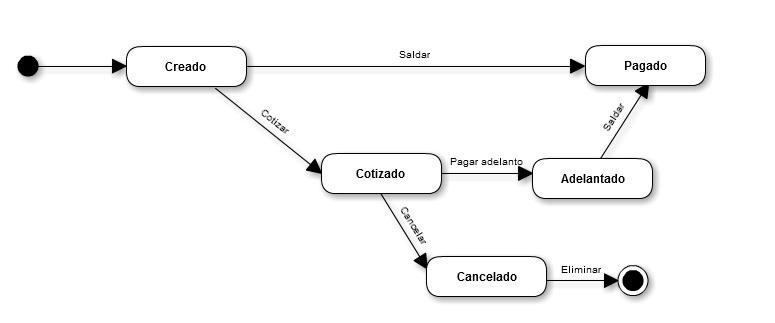 Saldar
Creado
Pagado
Cotizar
Saldar
Cotizado
Pagar adelanto
Adelantado
Cancelar
Cancelado
Eliminar